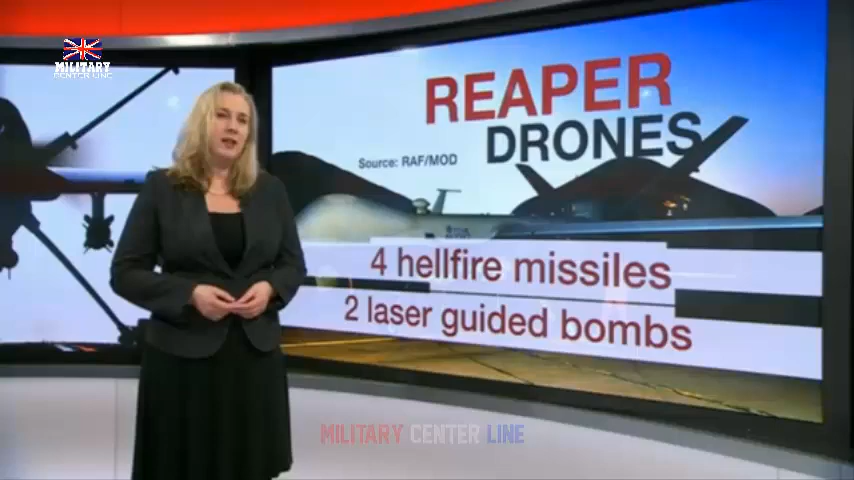 MILITARY
CENTER LINE
REAPER
DRONES
Source: RAF/MOD
4 hellfire missiles
2 laser guided bombs
MILITARY CENTER LINE